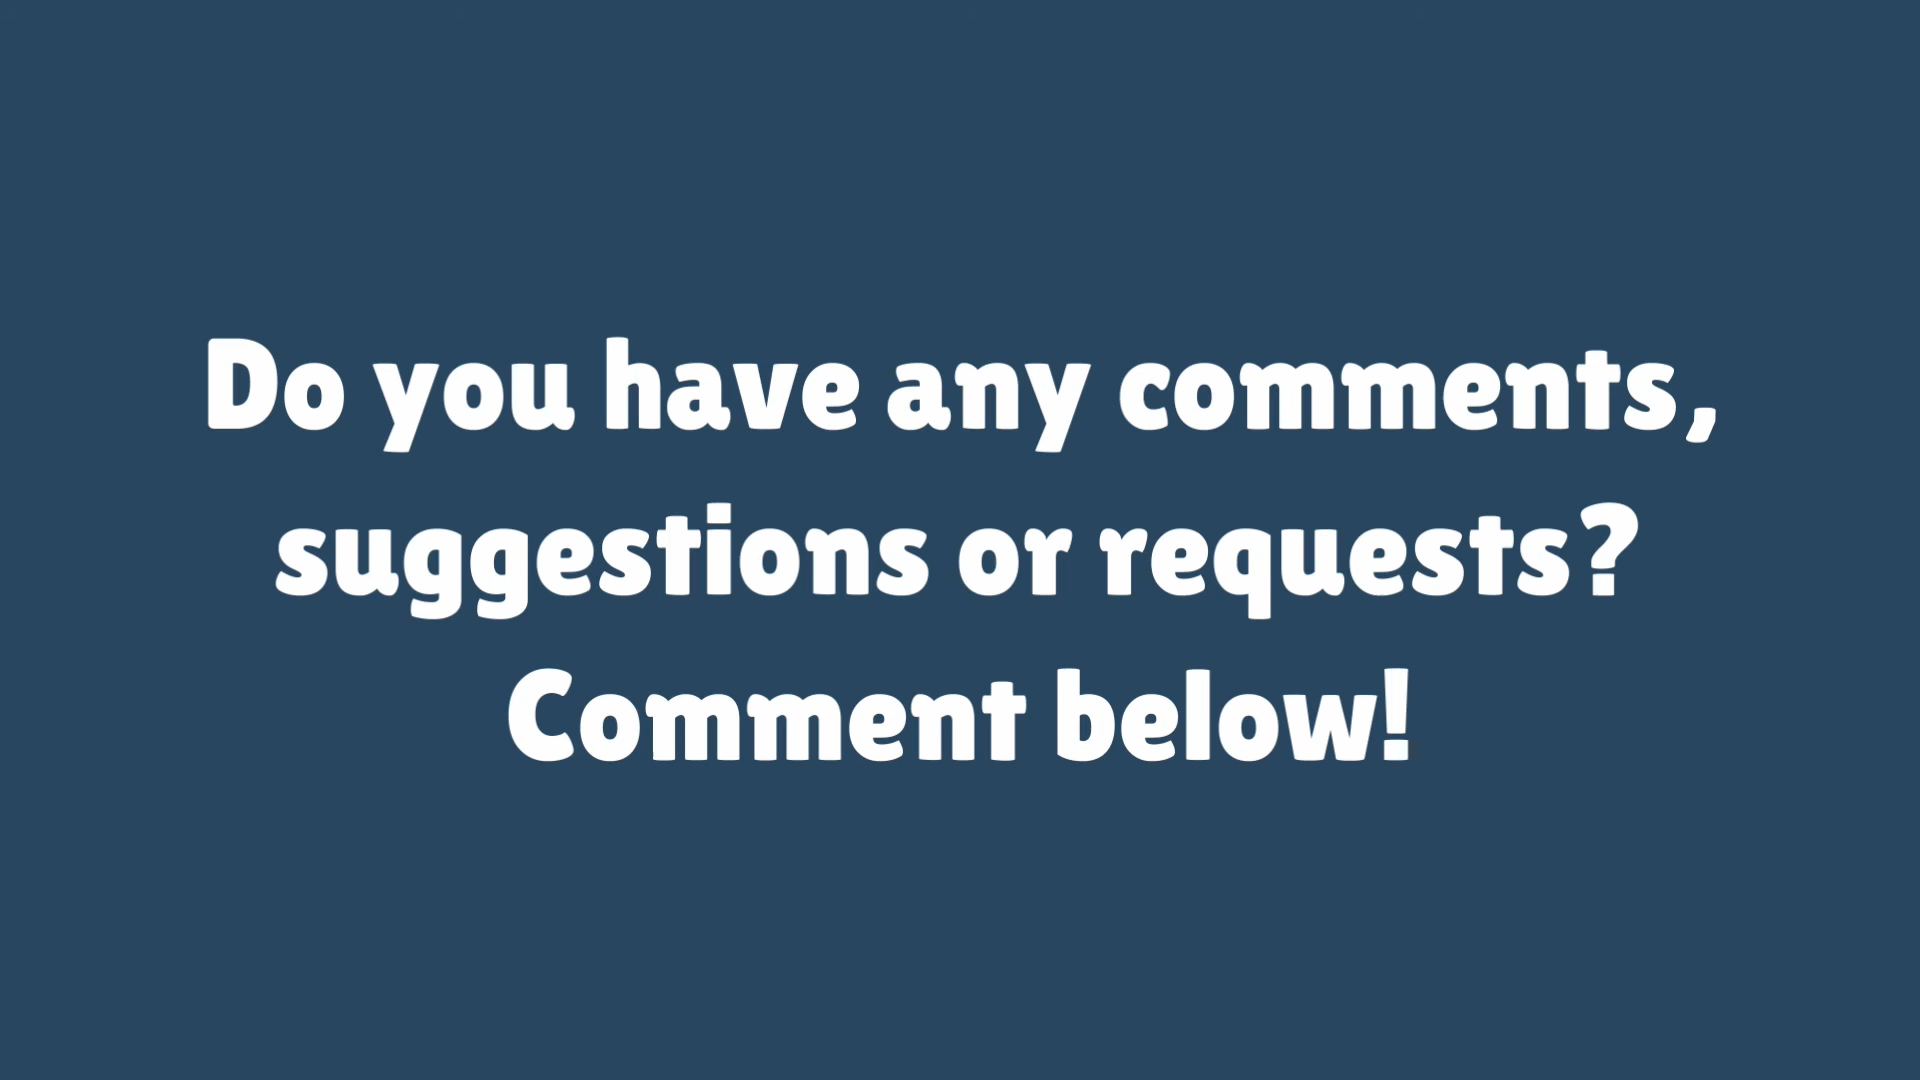 Do you have any comments,
suggestions or requests?
Comment below!